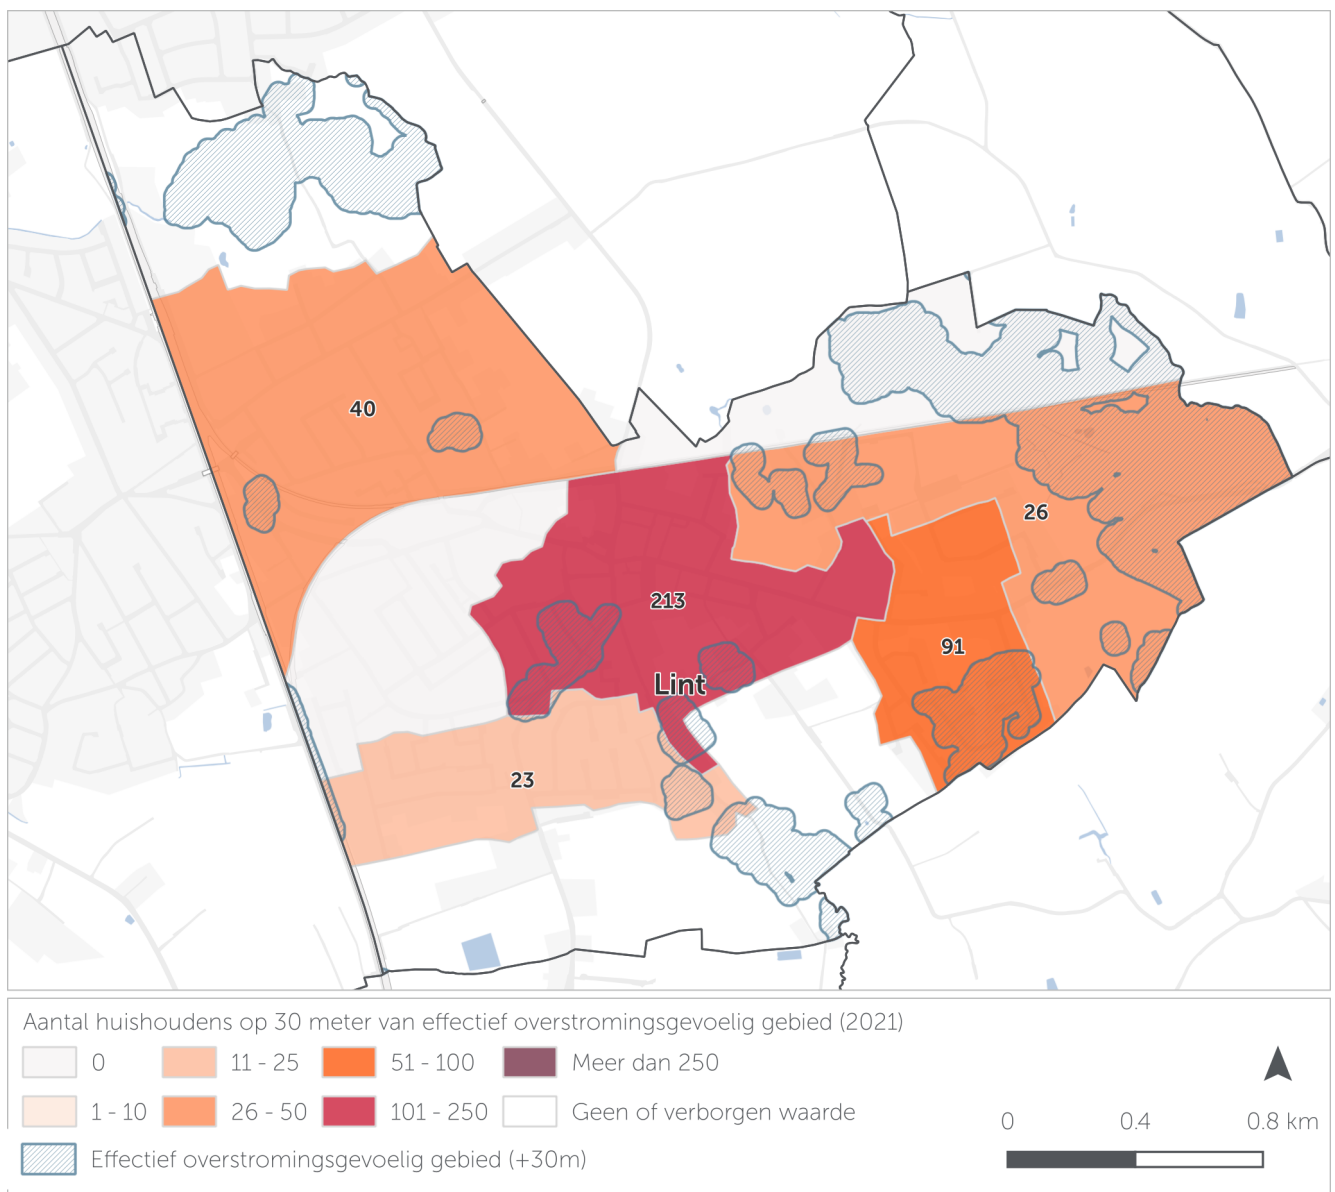 40
26
213
91
Lint
23
Aantal huishoudens op 30 meter van effectief overstromingsgevoelig gebied (2021)
0 11 - 25 51 - 100 Meer dan 250
1 - 10 26 - 50 101 - 250 Geen of verborgen waarde
Effectief overstromingsgevoelig gebied (+30m)
0 0.4 0.8 km